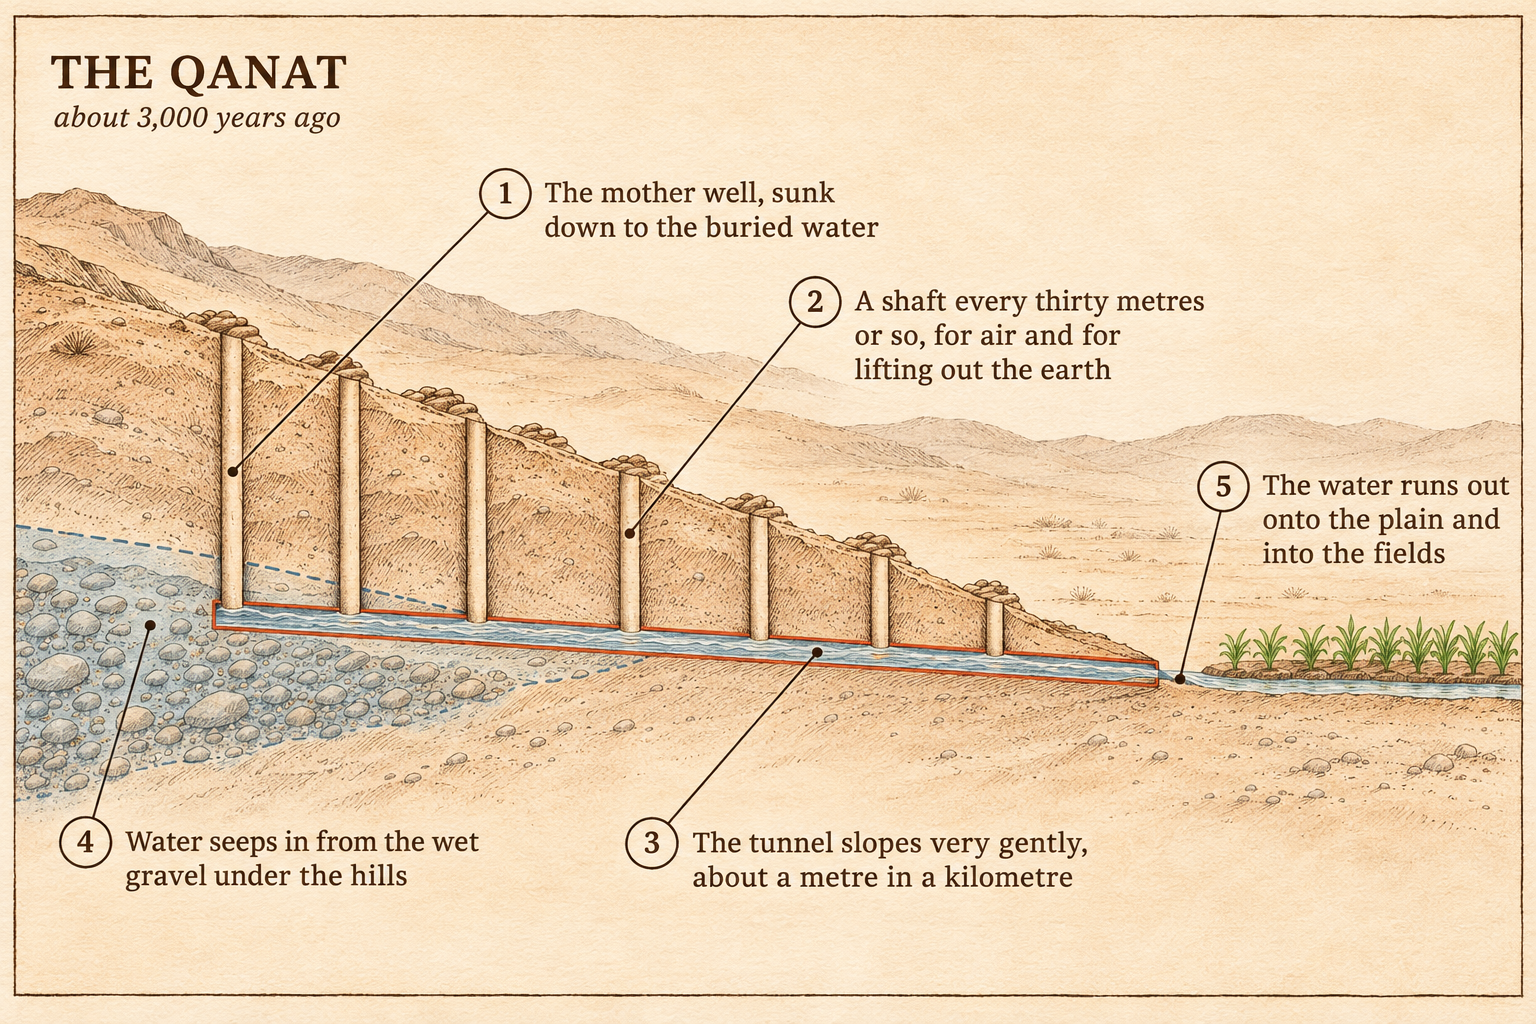 THE QANAT
about 3,000 years ago
1
The mother well, sunk
down to the buried water
2
A shaft every thirty metres
or so, for air and for
lifting out the earth
5
The water runs out
onto the plain and
into the fields
4
Water seeps in from the wet
gravel under the hills
3
The tunnel slopes very gently,
about a metre in a kilometre